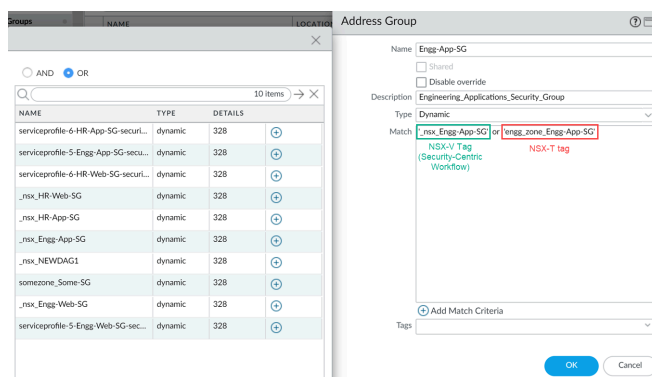 Groups
NAME
LOCATION
AND
OR
10 items
NAME TYPE DETAILS
serviceprofile-6-HR-App-SG-securi... dynamic 328
serviceprofile-5-Engg-App-SG-secu... dynamic 328
serviceprofile-6-HR-Web-SG-securi... dynamic 328
_nsx_HR-Web-SG dynamic 328
_nsx_HR-App-SG dynamic 328
_nsx_Engg-App-SG dynamic 328
_nsx_NEWDAG1 dynamic 328
somezone_Some-SG dynamic 328
_nsx_Engg-Web-SG dynamic 328
serviceprofile-5-Engg-Web-SG-sec... dynamic 328
Address Group
Name Engg-App-SG
Shared
Disable override
Description Engineering_Applications_Security_Group
Type Dynamic
Match '_nsx_Engg-App-SG' or 'engg_zone_Engg-App-SG'
NSX-V Tag
(Security-Centric
Workflow)
NSX-T tag
Add Match Criteria
Tags
OK Cancel